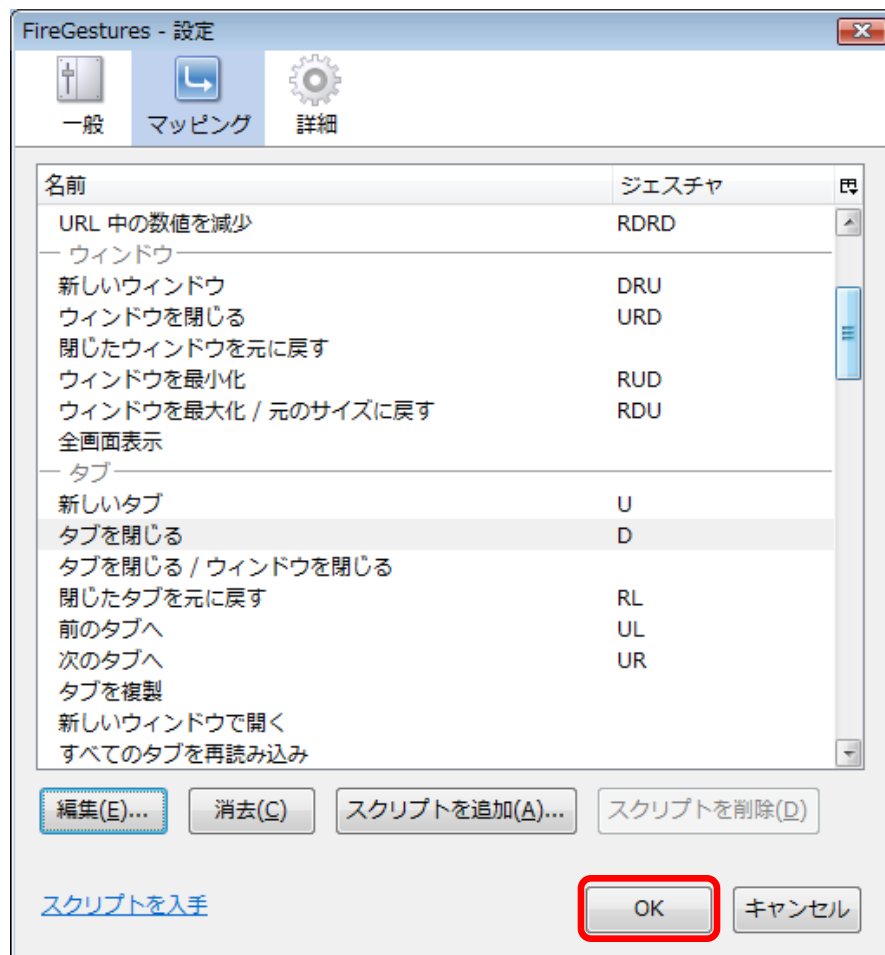 FireGestures - 設定
一般 マッピング 詳細
名前 ジェスチャ
URL 中の数値を減少 RDRD
ウィンドウ
新しいウィンドウ DRU
ウィンドウを閉じる URD
閉じたウィンドウを元に戻す
ウィンドウを最小化 RUD
ウィンドウを最大化 / 元のサイズに戻す RDU
全画面表示
タブ
新しいタブ U
タブを閉じる D
タブを閉じる / ウィンドウを閉じる
閉じたタブを元に戻す RL
前のタブへ UL
次のタブへ UR
タブを複製
新しいウィンドウで開く
すべてのタブを再読み込み
編集(E)... 消去(C) スクリプトを追加(A)... スクリプトを削除(D)
スクリプトを入手 OK キャンセル